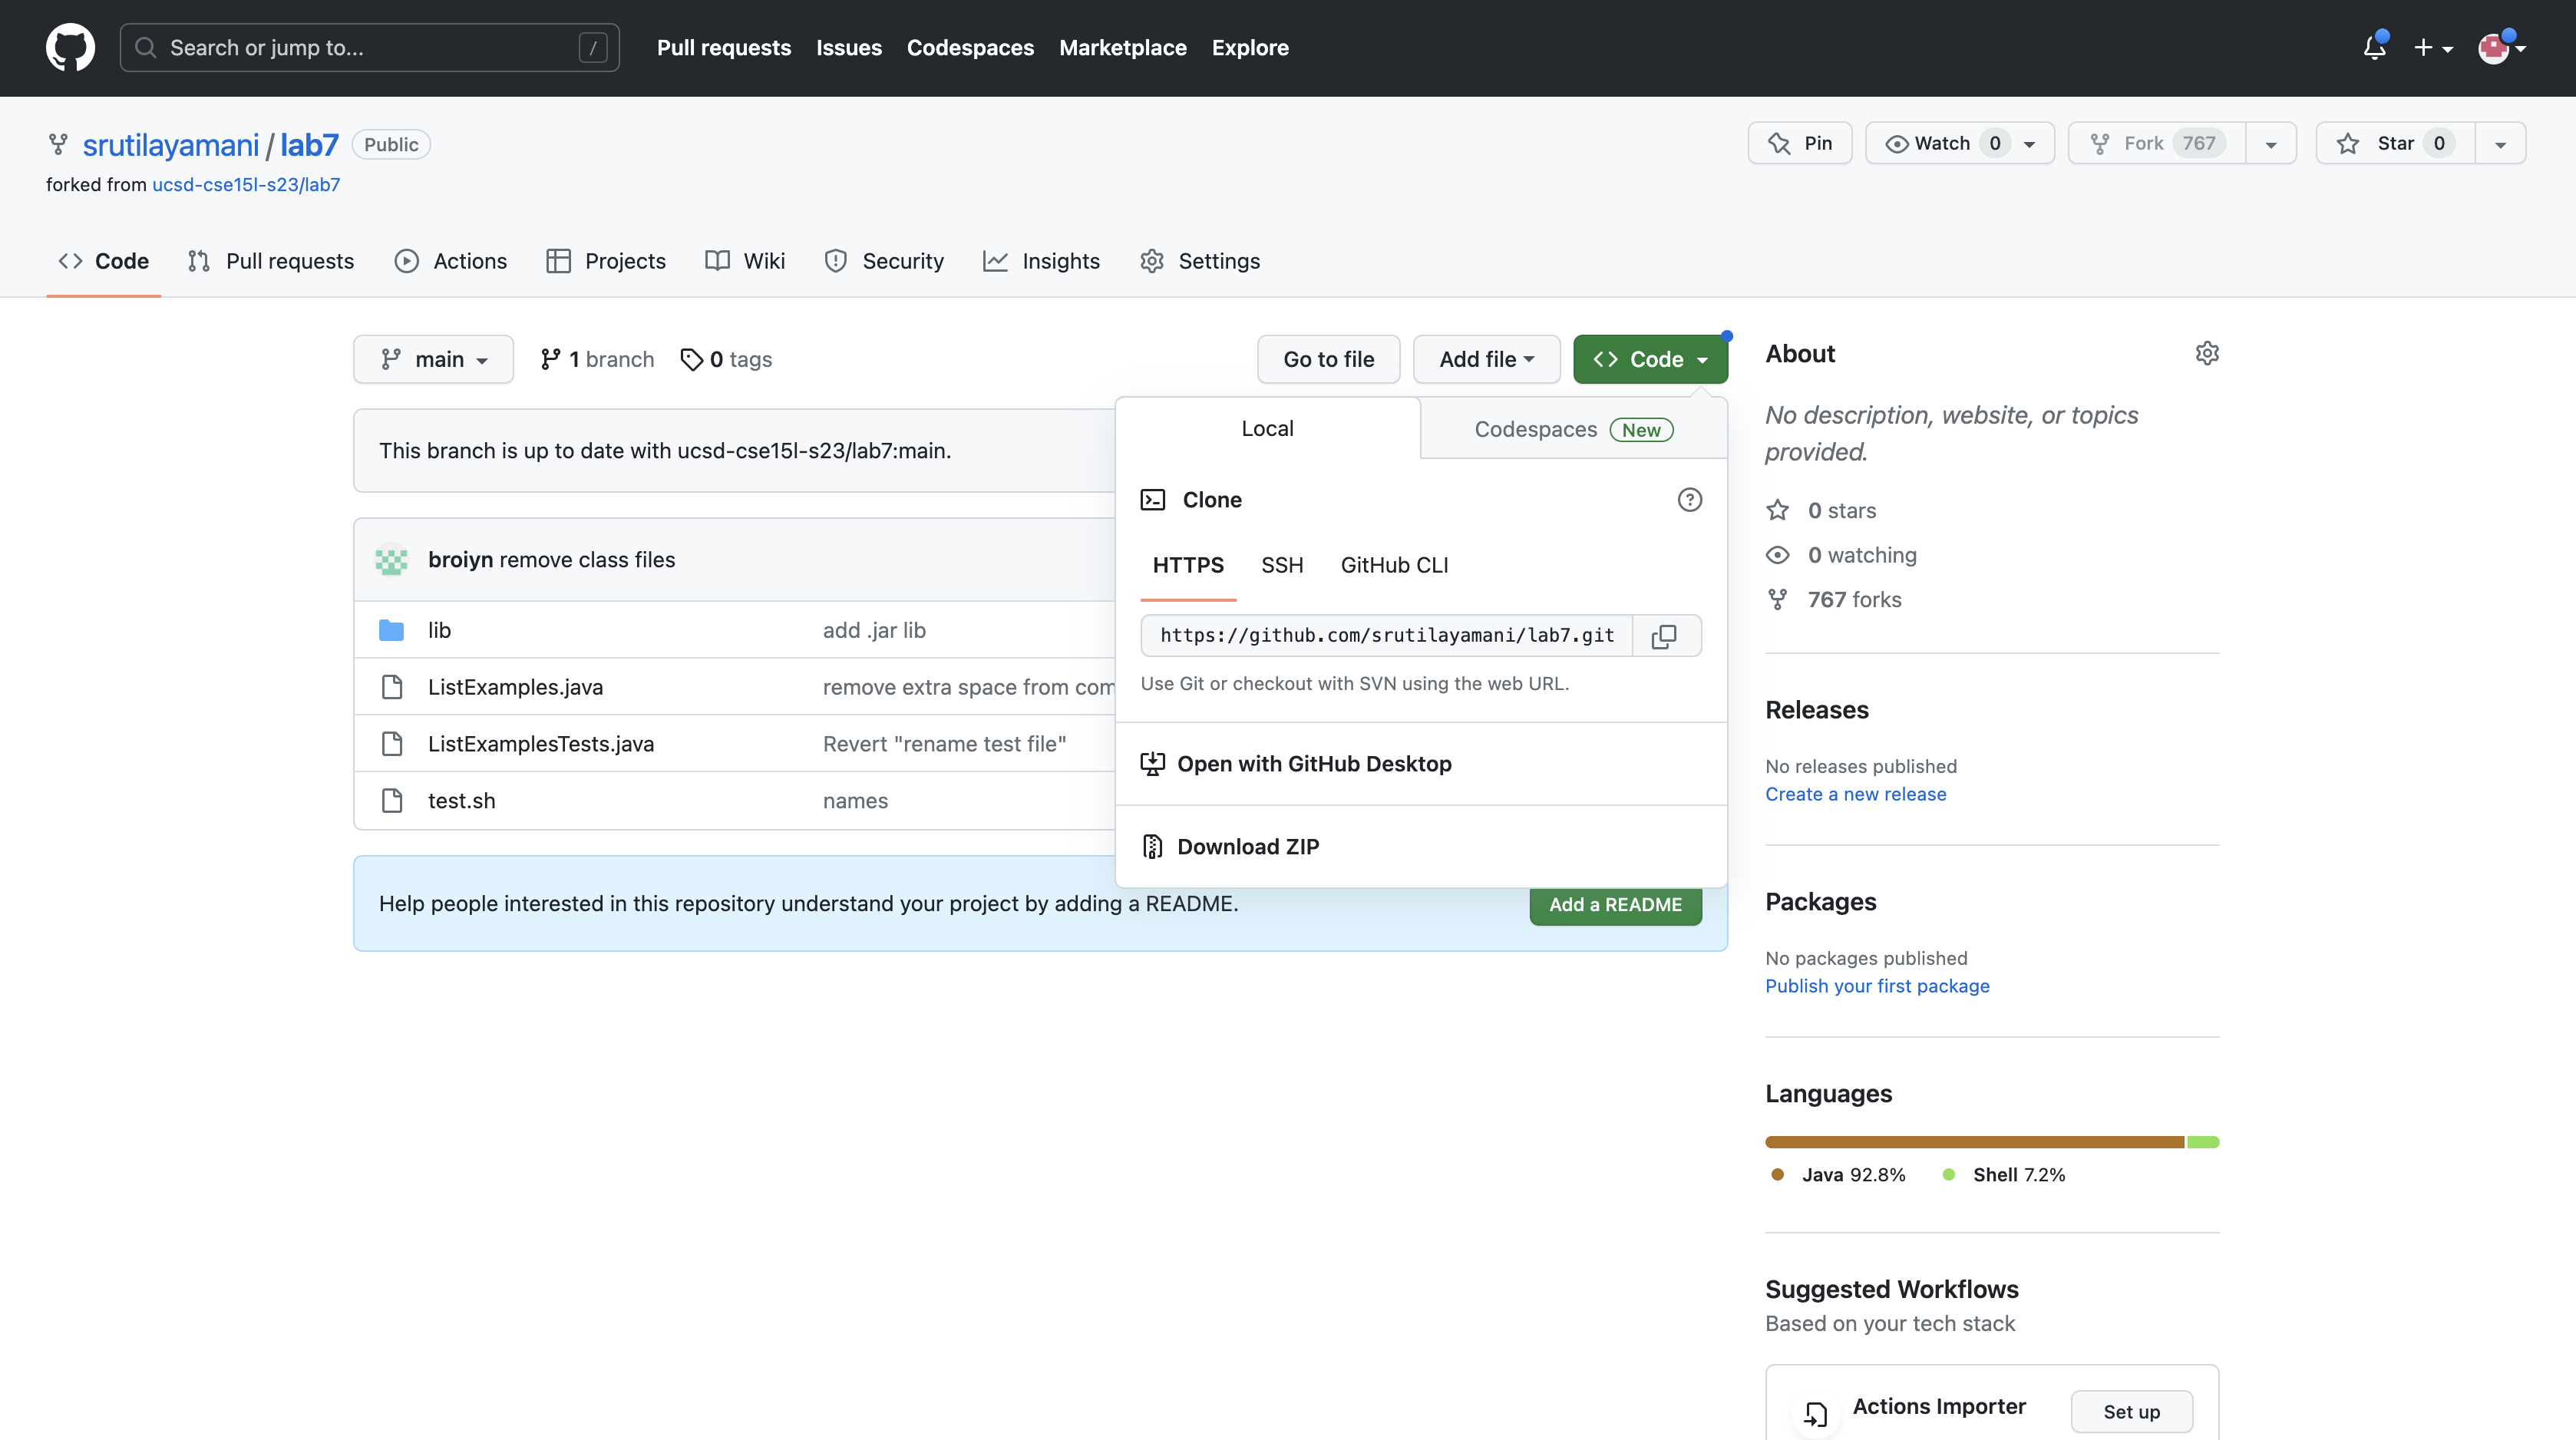 Search or jump to... /
Pull requests Issues Codespaces Marketplace Explore
srutilayamani / lab7 Public
forked from ucsd-cse15l-s23/lab7
Pin Watch 0 Fork 767 Star 0
Code Pull requests Actions Projects Wiki Security Insights Settings
main 1 branch 0 tags Go to file Add file Code
This branch is up to date with ucsd-cse15l-s23/lab7:main.
broiyn remove class files
lib add .jar lib
ListExamples.java remove extra space from com
ListExamplesTests.java Revert "rename test file"
test.sh names
Help people interested in this repository understand your project by adding a README. Add a README
Local Codespaces New
Clone
HTTPS SSH GitHub CLI
https://github.com/srutilayamani/lab7.git
Use Git or checkout with SVN using the web URL.
Open with GitHub Desktop
Download ZIP
About
No description, website, or topics
provided.
0 stars
0 watching
767 forks
Releases
No releases published
Create a new release
Packages
No packages published
Publish your first package
Languages
Java 92.8% Shell 7.2%
Suggested Workflows
Based on your tech stack
Actions Importer Set up